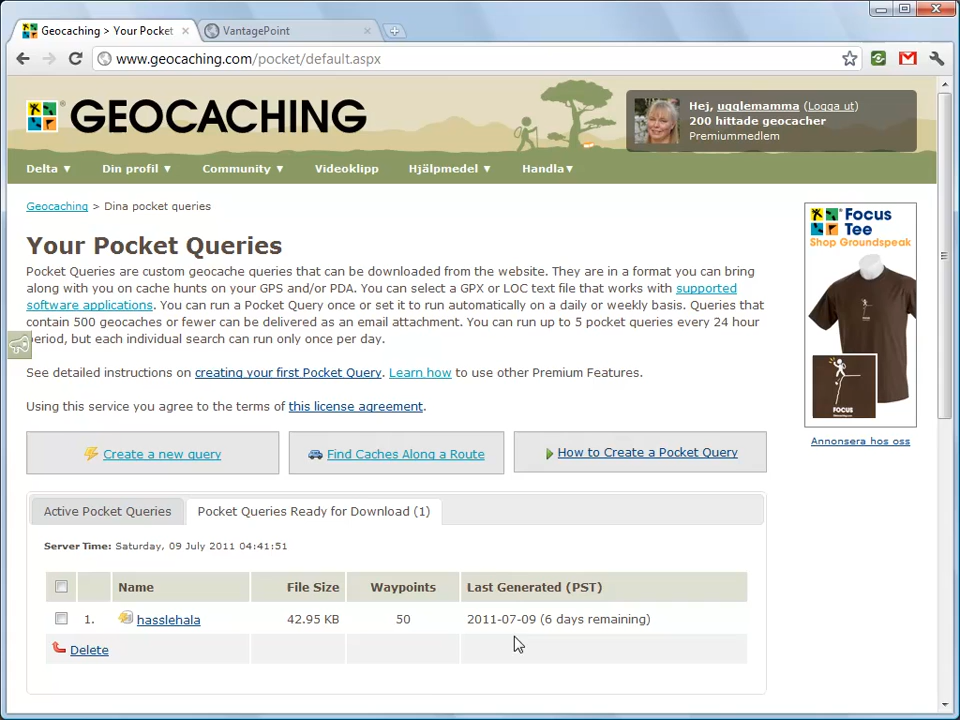 Geocaching > Your Pocket
VantagePoint
www.geocaching.com/pocket/default.aspx
GEOCACHING
Hej, ugglemamma (Logga ut)
200 hittade geocacher
Premiummedlem
Delta ▼ Din profil ▼ Community ▼ Videoklipp Hjälpmedel ▼ Handla▼
Geocaching > Dina pocket queries
Your Pocket Queries
Pocket Queries are custom geocache queries that can be downloaded from the website. They are in a format you can bring
along with you on cache hunts on your GPS and/or PDA. You can select a GPX or LOC text file that works with supported
software applications. You can run a Pocket Query once or set it to run automatically on a daily or weekly basis. Queries that
contain 500 geocaches or fewer can be delivered as an email attachment. You can run up to 5 pocket queries every 24 hour
period, but each individual search can run only once per day.
See detailed instructions on creating your first Pocket Query. Learn how to use other Premium Features.
Using this service you agree to the terms of this license agreement.
Create a new query Find Caches Along a Route How to Create a Pocket Query
Active Pocket Queries Pocket Queries Ready for Download (1)
Server Time: Saturday, 09 July 2011 04:41:51
Name File Size Waypoints Last Generated (PST)
1. hasslehala 42.95 KB 50 2011-07-09 (6 days remaining)
Delete
Focus
Tee
Shop Groundspeak
FOCUS
Annonsera hos oss